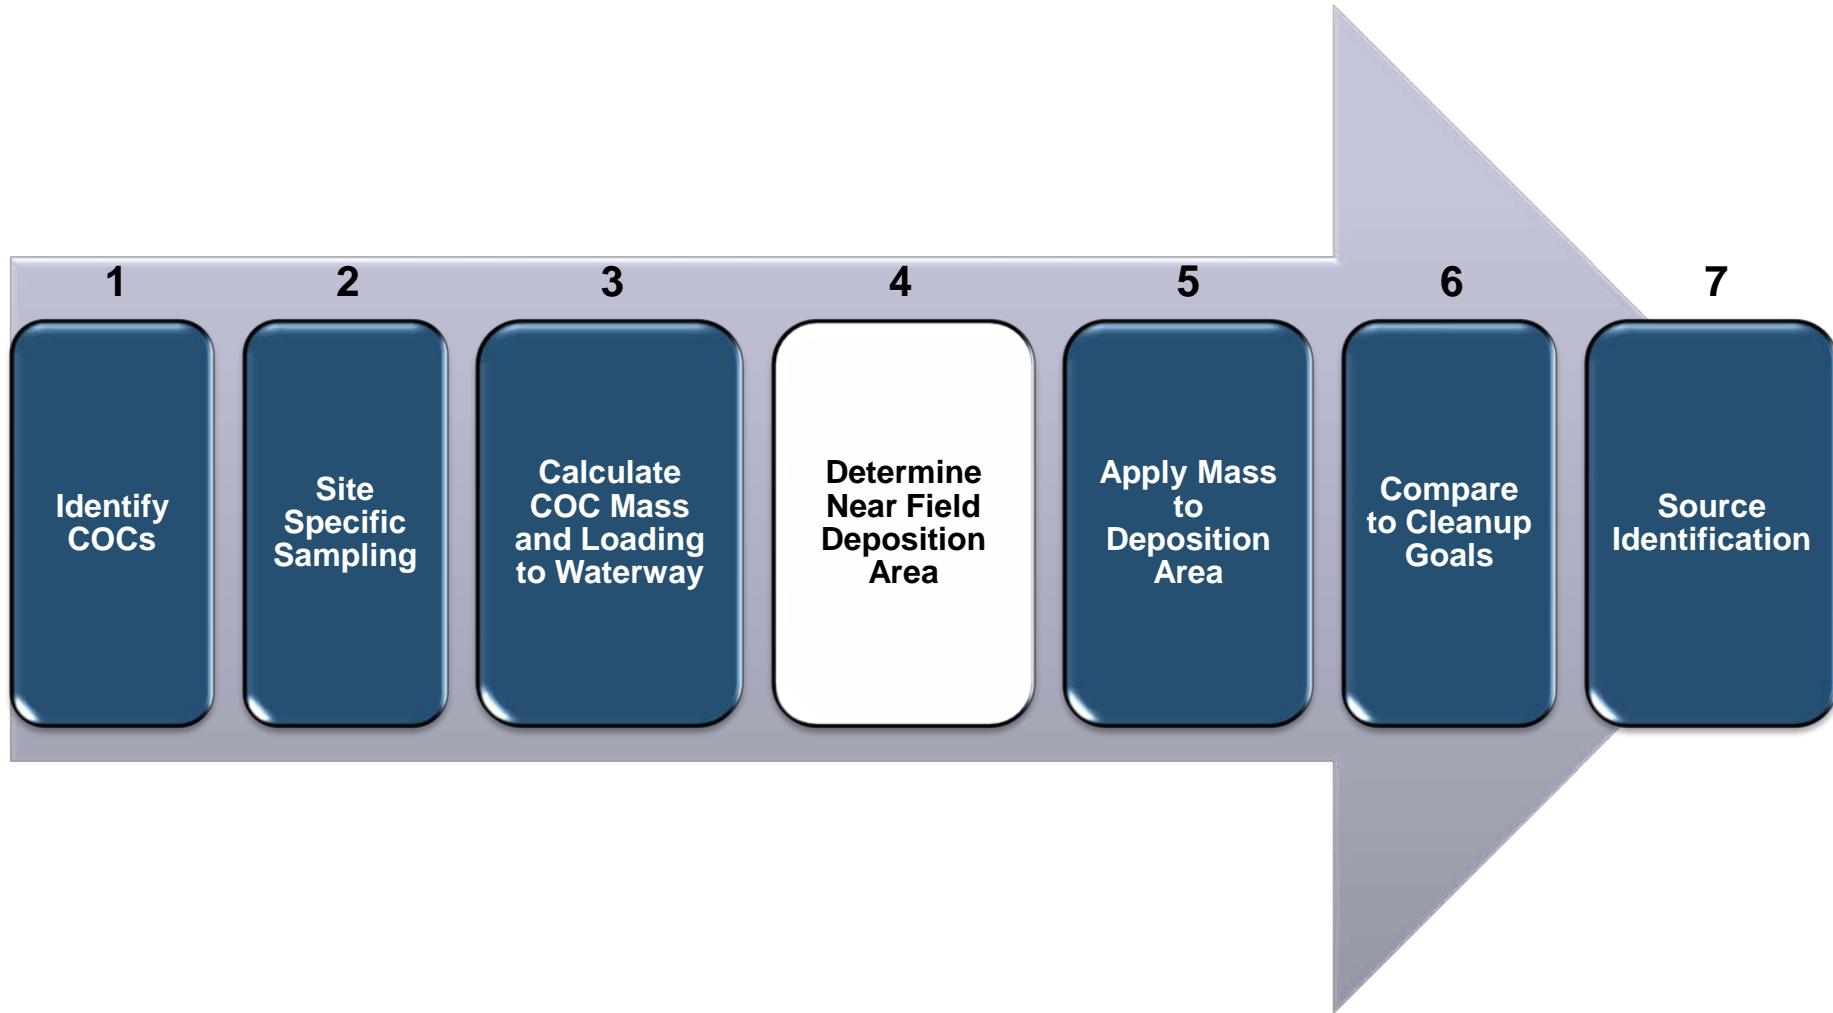 1
2
3
4
5
6
7
Identify
COCs
Site
Specific
Sampling
Calculate
COC Mass
and Loading
to Waterway
Determine
Near Field
Deposition
Area
Apply Mass
to
Deposition
Area
Compare
to Cleanup
Goals
Source
Identification